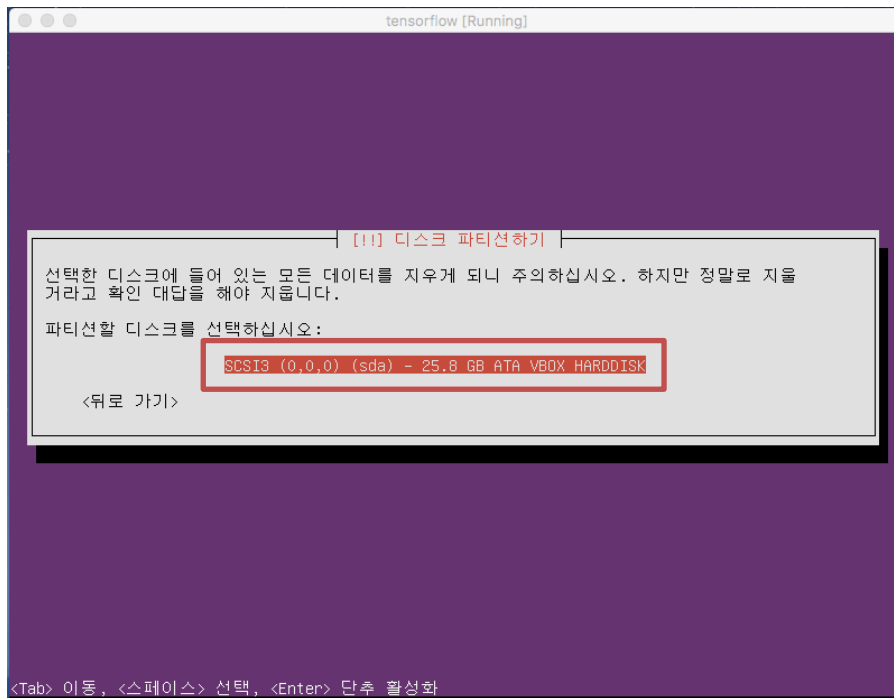 tensorflow [Running]
[!!] 디스크 파티션하기
선택한 디스크에 들어 있는 모든 데이터를 지우게 되니 주의하십시오. 하지만 정말로 지울
거라고 확인 대답을 해야 지웁니다.
파티션할 디스크를 선택하십시오:
SCSI3 (0,0,0) (sda) - 25.8 GB ATA VBOX HARDDISK
<뒤로 가기>
<Tab> 이동, <스페이스> 선택, <Enter> 단추 활성화